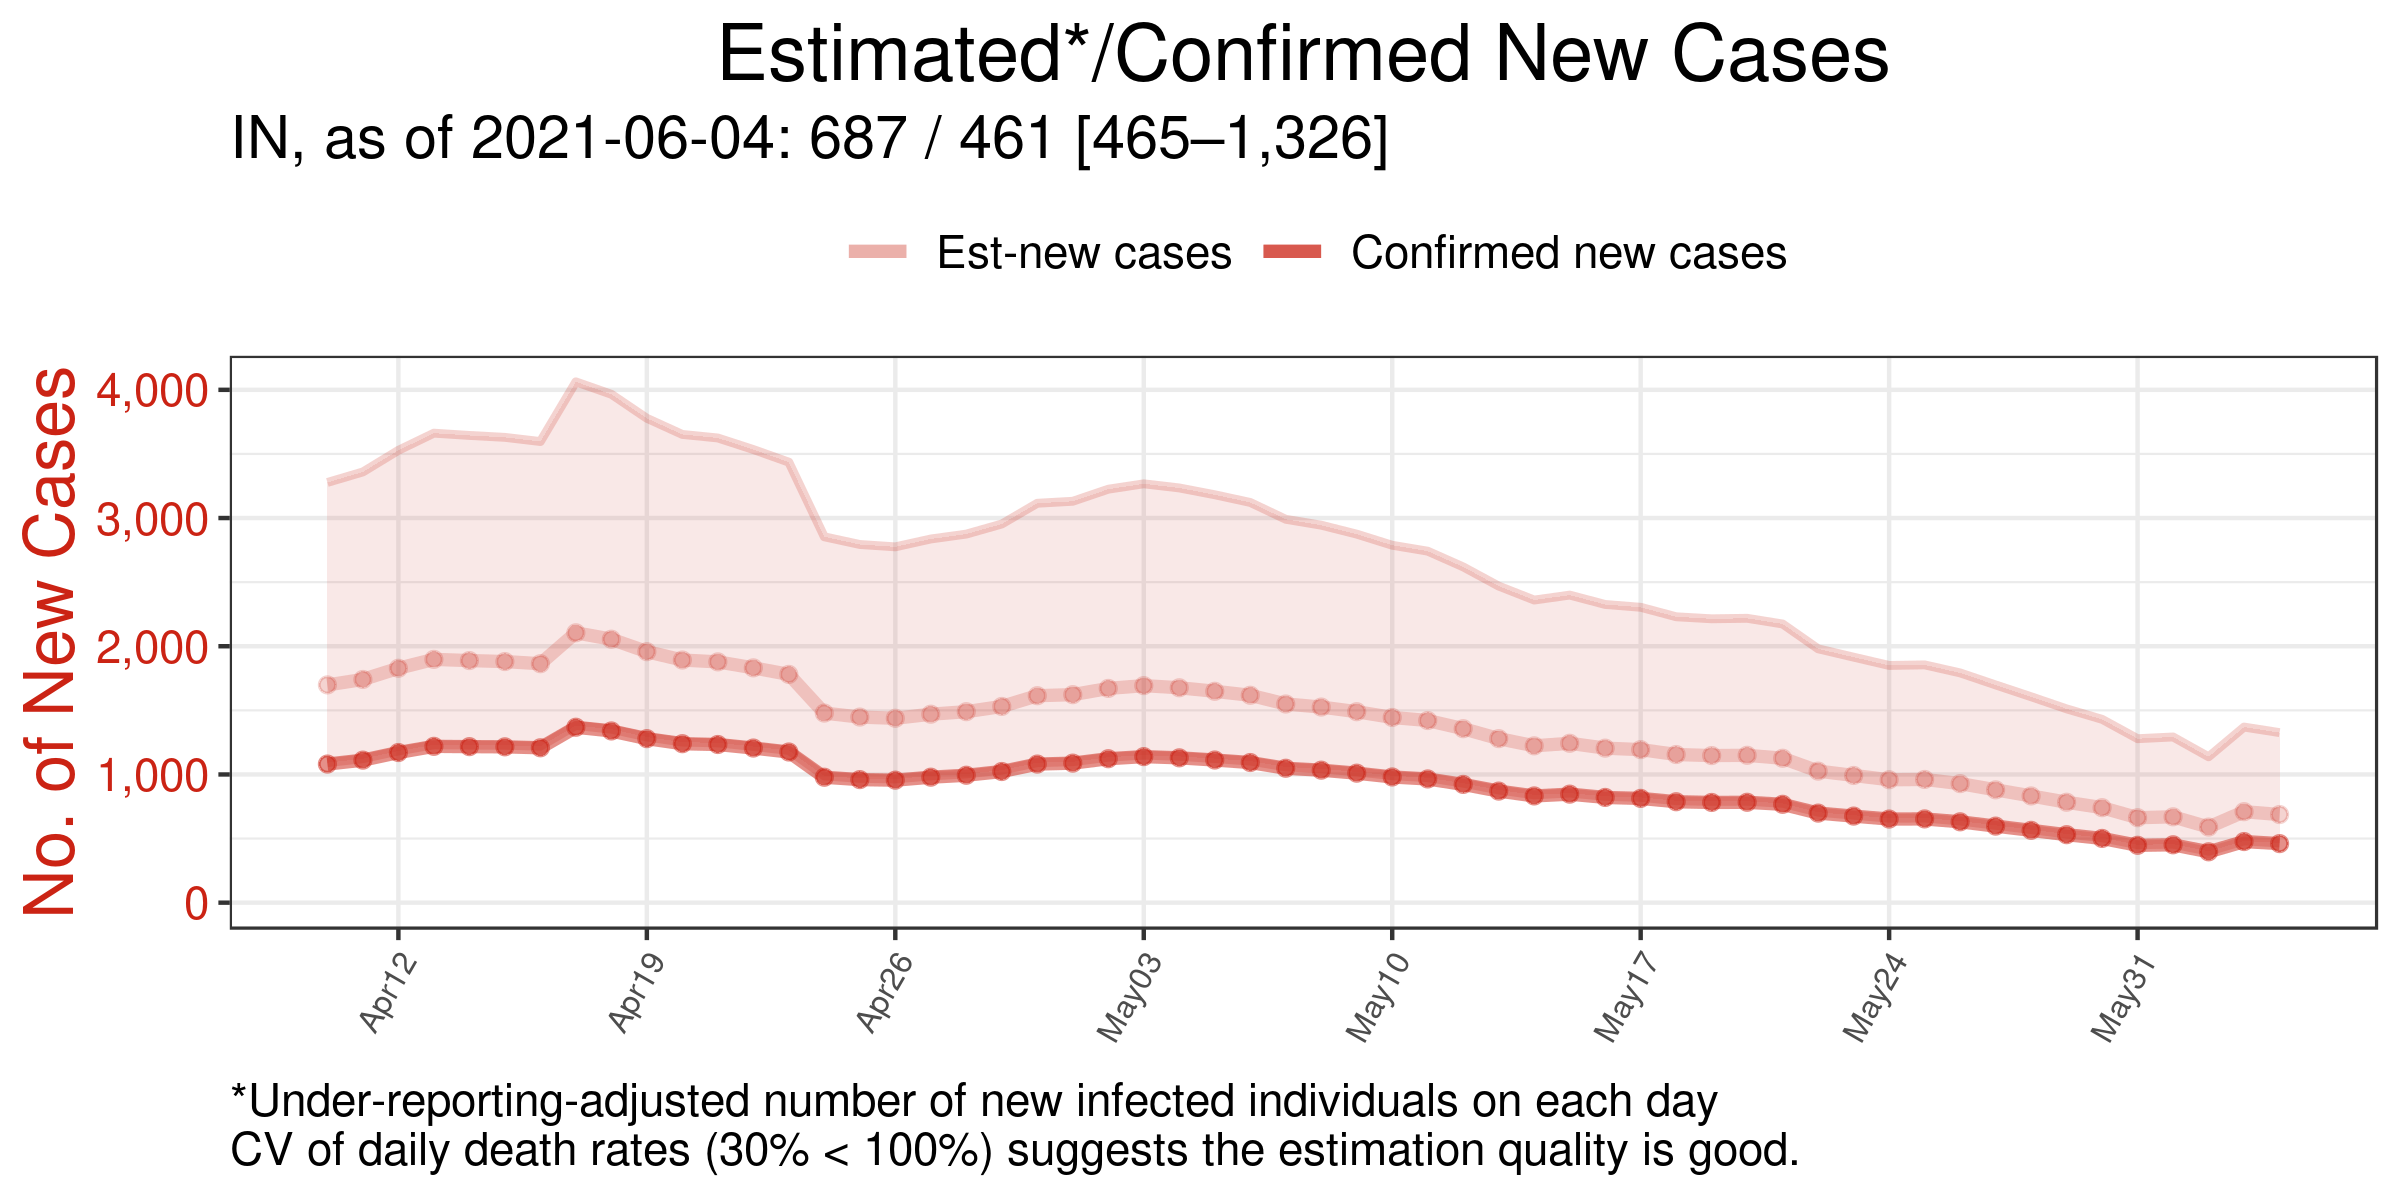 Estimated*/Confirmed New Cases
IN, as of 2021-06-04: 687 / 461 [465–1,326]
Est-new cases
Confirmed new cases
No. of New Cases
4,000
3,000
2,000
1,000
0
Apr12
Apr19
Apr26
May03
May10
May17
May24
May31
*Under-reporting-adjusted number of new infected individuals on each day
CV of daily death rates (30% < 100%) suggests the estimation quality is good.